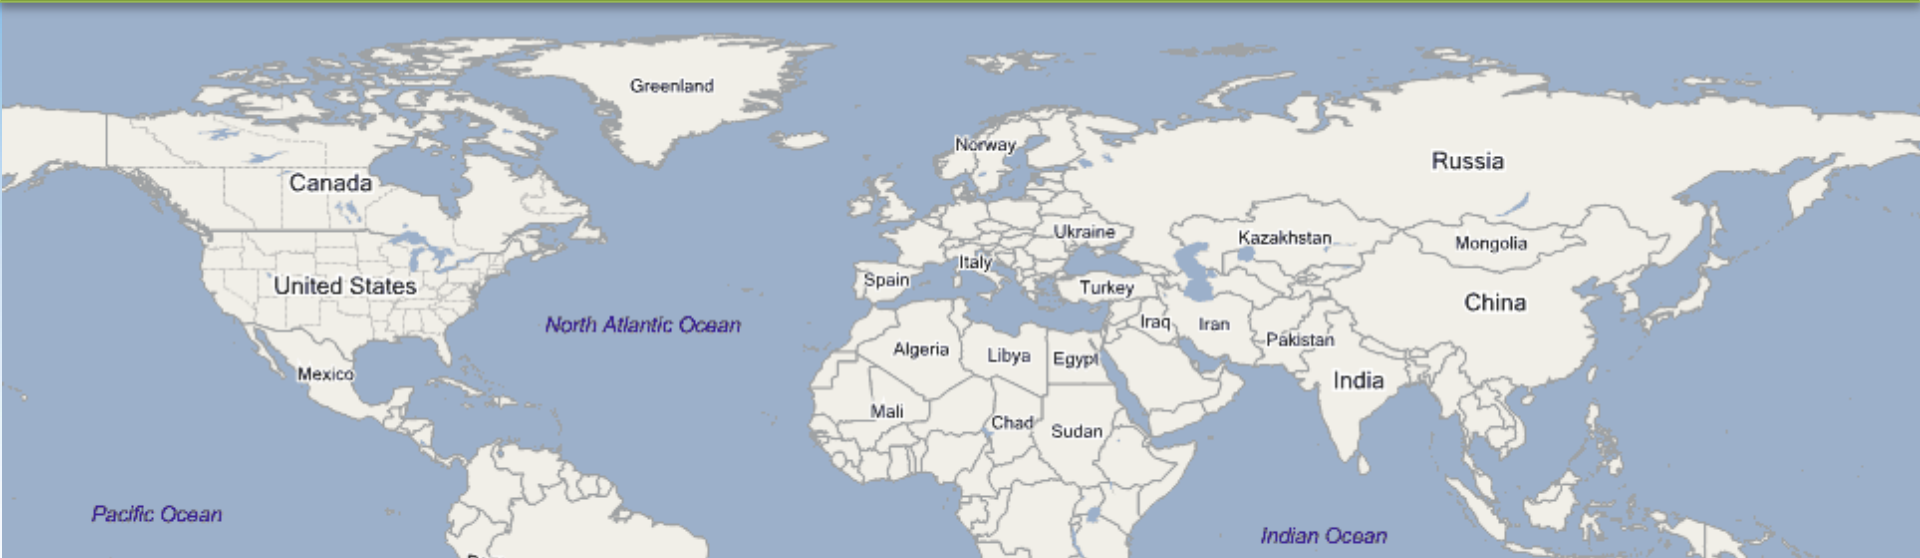 Greenland
Norway
Russia
Canada
Ukraine
Kazakhstan
Mongolia
Italy
Spain
United States
Turkey
China
North Atlantic Ocean
Iraq
Iran
Pakistan
Algeria
Libya
Egypt
Mexico
India
Mali
Chad
Sudan
Pacific Ocean
Indian Ocean